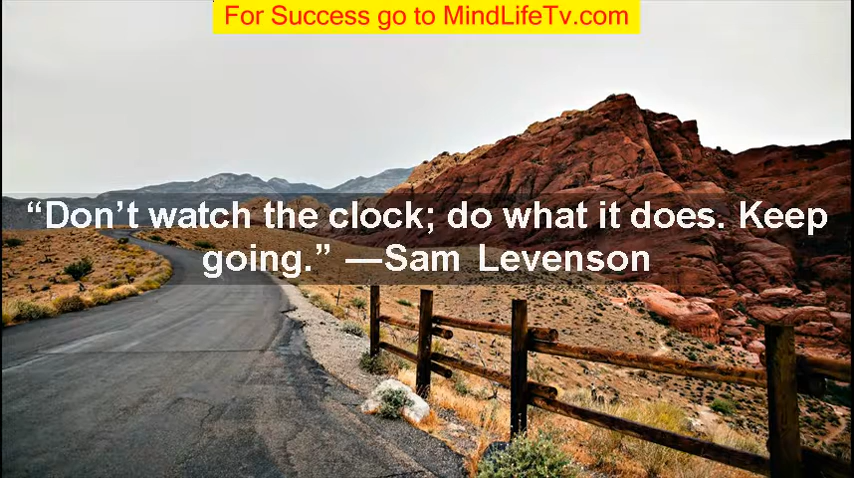 For Success go to MindLifeTv.com
“Don’t watch the clock; do what it does. Keep
going.” —Sam Levenson